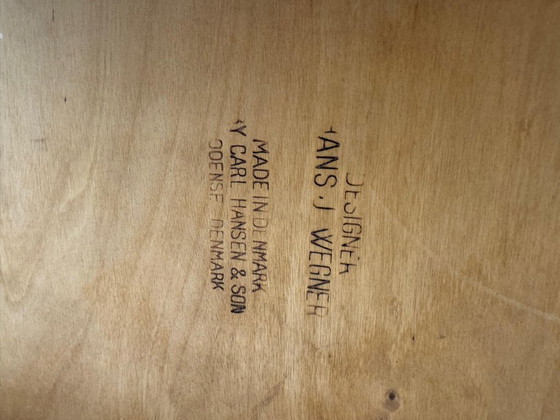 DESIGNER
HANS J WEGNER
MADE IN DENMARK
BY CARL HANSEN & SON
ODENSE DENMARK